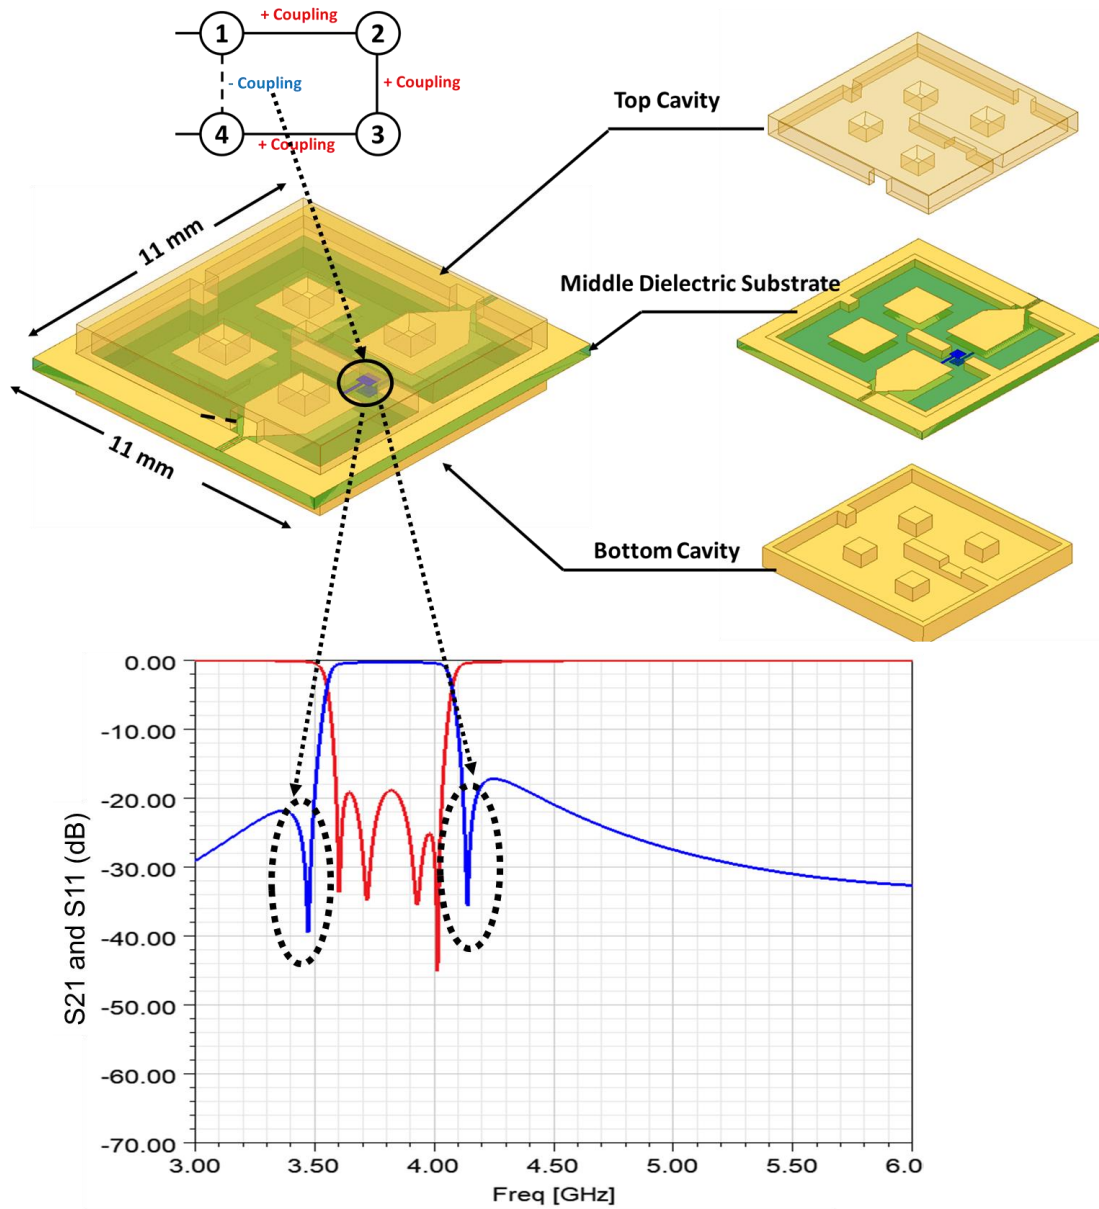 1
+ Coupling
2
- Coupling
+ Coupling
4
+ Coupling
3
Top Cavity
11 mm
Middle Dielectric Substrate
11 mm
Bottom Cavity
S21 and S11 (dB)
0.00
-10.00
-20.00
-30.00
-40.00
-50.00
-60.00
-70.00
3.00
3.50
4.00
4.50
5.00
5.50
6.0
Freq [GHz]